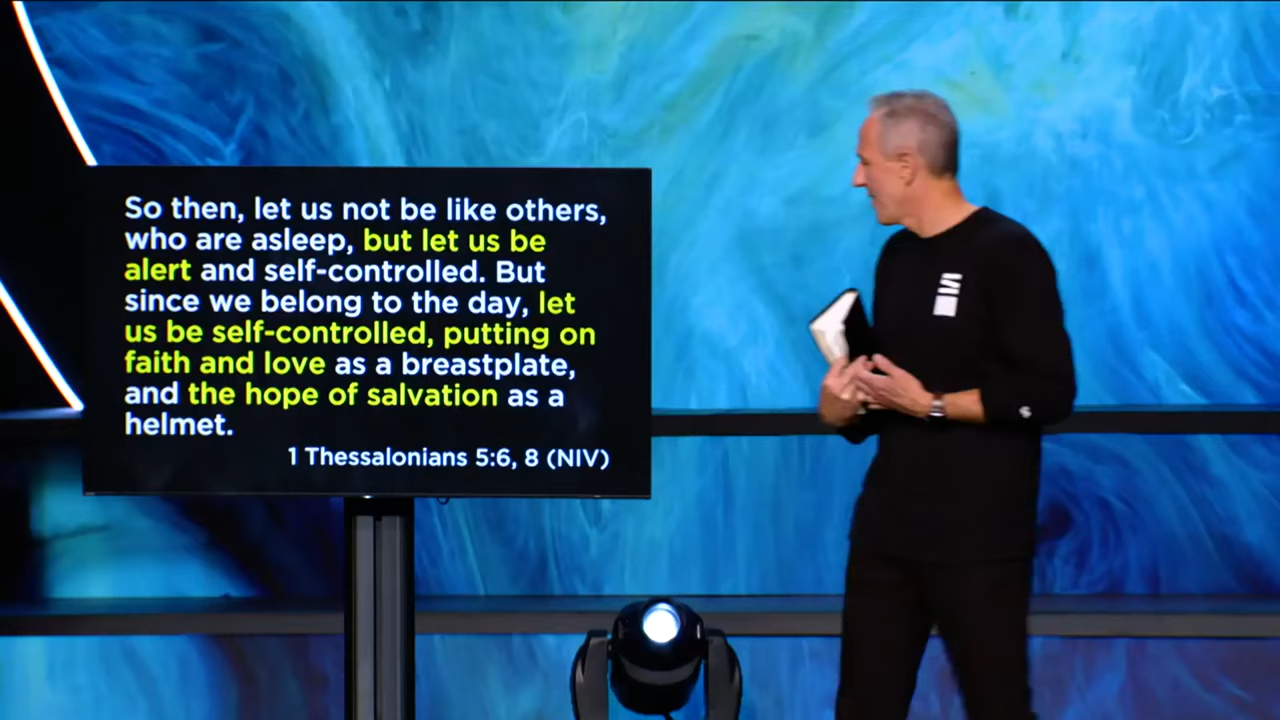 So then, let us not be like others,
who are asleep, but let us be
alert and self-controlled. But
since we belong to the day, let
us be self-controlled, putting on
faith and love as a breastplate,
and the hope of salvation as a
helmet.
1 Thessalonians 5:6, 8 (NIV)